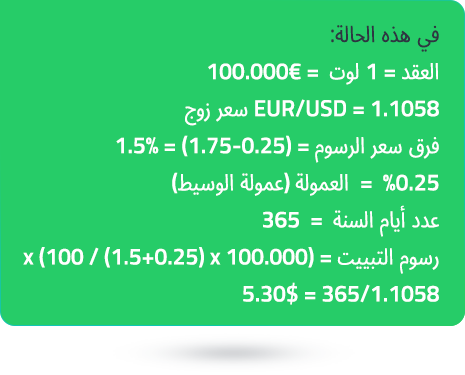 في هذه الحالة:
العقد = 1 لوت = €100.000
سعر زوج EUR/USD = 1.1058
فرق سعر الرسوم = (1.75-0.25) = 1.5%
%0.25 = العمولة (عمولة الوسيط)
عدد أيام السنة = 365
رسوم التبييت = (100.000 x (1.5+0.25) / 100) x
365/1.1058 = 5.30$